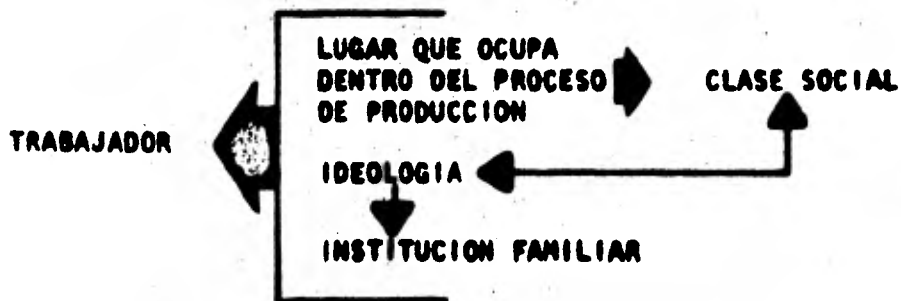 LUGAR QUE OCUPA
DENTRO DEL PROCESO
DE PRODUCCION
CLASE SOCIAL
TRABAJADOR
IDEOLOGIA
INSTITUCION FAMILIAR